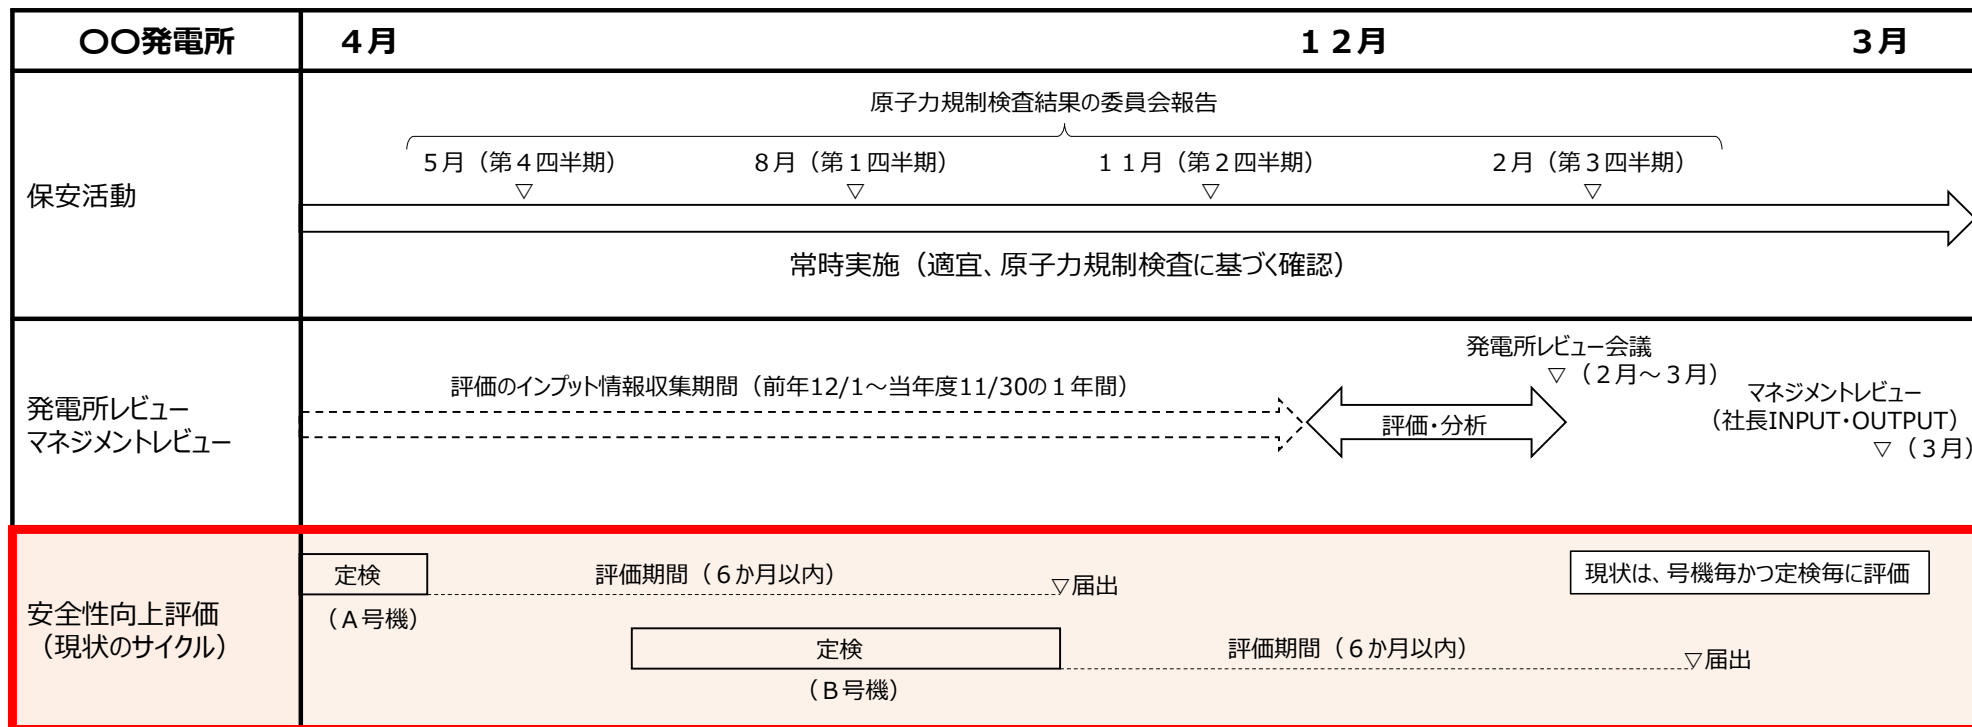 〇〇発電所
4月
12月
3月
保安活動
原子力規制検査結果の委員会報告
5月（第4四半期）
8月（第1四半期）
11月（第2四半期）
2月（第3四半期）
▽
▽
▽
▽
常時実施（適宜、原子力規制検査に基づく確認）
発電所レビュー
マネジメントレビュー
評価のインプット情報収集期間（前年12/1～当年度11/30の1年間）
評価・分析
発電所レビュー会議
▽（2月～3月）
マネジメントレビュー
（社長INPUT・OUTPUT）
▽（3月）
安全性向上評価
（現状のサイクル）
定検
（A号機）
評価期間（6か月以内）
▽届出
現状は、号機毎かつ定検毎に評価
定検
（B号機）
評価期間（6か月以内）
▽届出